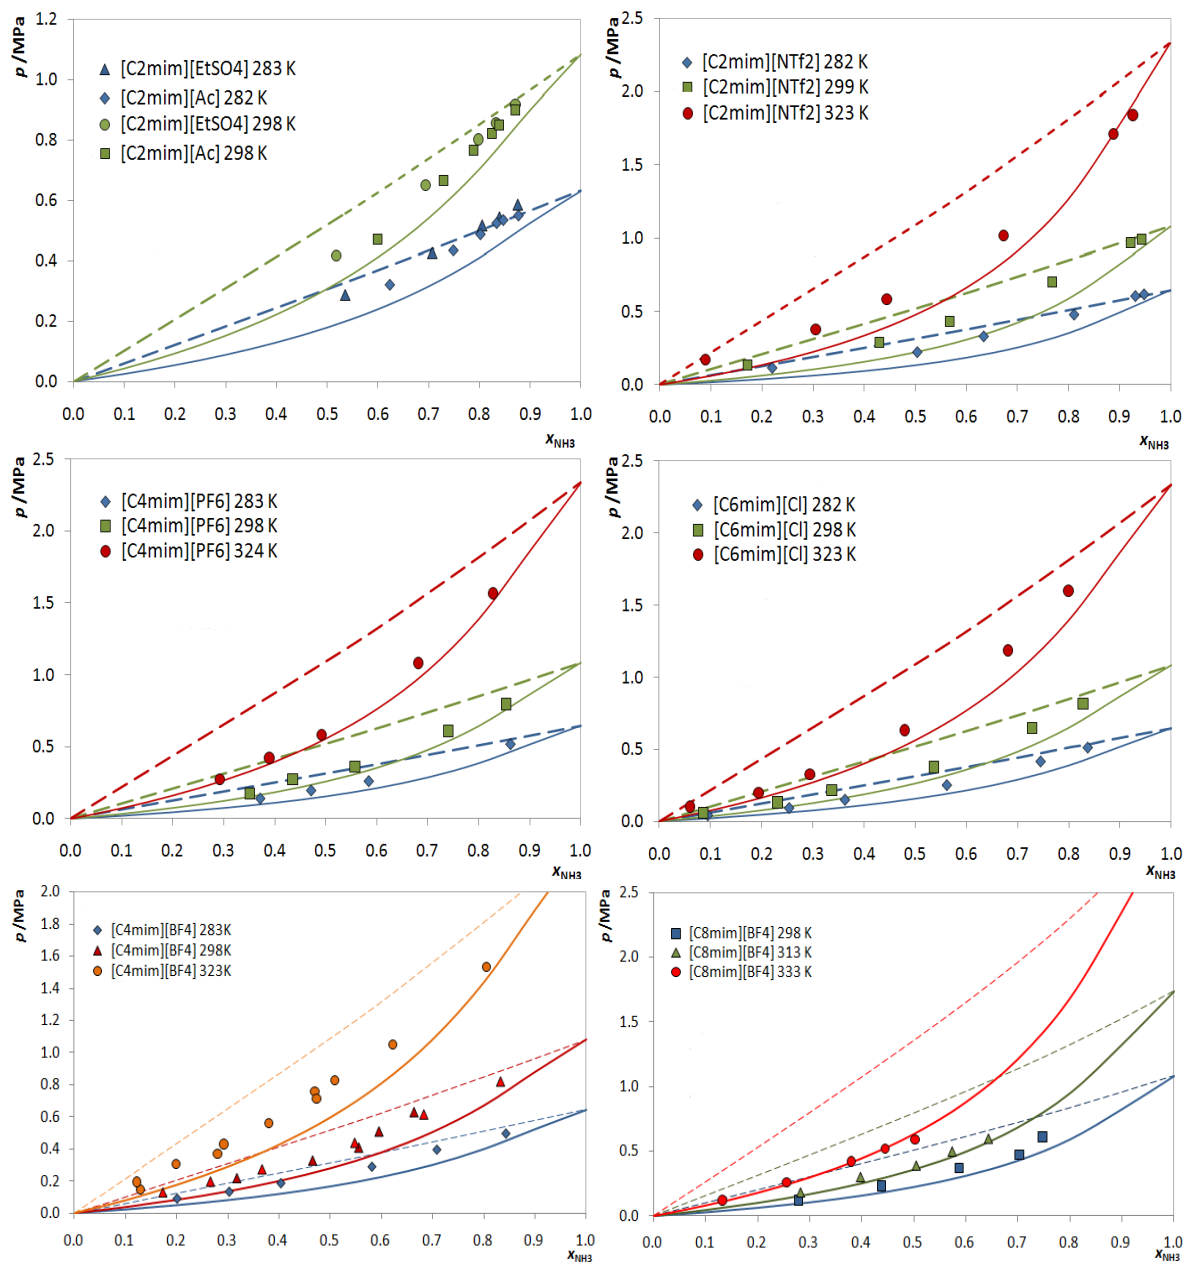 p /MPa
1.2
1.0
0.8
0.6
0.4
0.2
0.0
[C2mim][EtSO4] 283 K
[C2mim][Ac] 282 K
[C2mim][EtSO4] 298 K
[C2mim][Ac] 298 K
0.0 0.1 0.2 0.3 0.4 0.5 0.6 0.7 0.8 0.9 1.0
xNH3
p /MPa
2.5
2.0
1.5
1.0
0.5
0.0
[C2mim][NTf2] 282 K
[C2mim][NTf2] 299 K
[C2mim][NTf2] 323 K
0.0 0.1 0.2 0.3 0.4 0.5 0.6 0.7 0.8 0.9 1.0
xNH3
p /MPa
2.5
2.0
1.5
1.0
0.5
0.0
[C4mim][PF6] 283 K
[C4mim][PF6] 298 K
[C4mim][PF6] 324 K
0.0 0.1 0.2 0.3 0.4 0.5 0.6 0.7 0.8 0.9 1.0
xNH3
p /MPa
2.5
2.0
1.5
1.0
0.5
0.0
[C6mim][Cl] 282 K
[C6mim][Cl] 298 K
[C6mim][Cl] 323 K
0.0 0.1 0.2 0.3 0.4 0.5 0.6 0.7 0.8 0.9 1.0
xNH3
p /MPa
2.0
1.8
1.6
1.4
1.2
1.0
0.8
0.6
0.4
0.2
0.0
[C4mim][BF4] 283K
[C4mim][BF4] 298K
[C4mim][BF4] 323K
0.0 0.1 0.2 0.3 0.4 0.5 0.6 0.7 0.8 0.9 1.0
xNH3
p /MPa
2.5
2.0
1.5
1.0
0.5
0.0
[C8mim][BF4] 298 K
[C8mim][BF4] 313 K
[C8mim][BF4] 333 K
0.0 0.1 0.2 0.3 0.4 0.5 0.6 0.7 0.8 0.9 1.0
xNH3